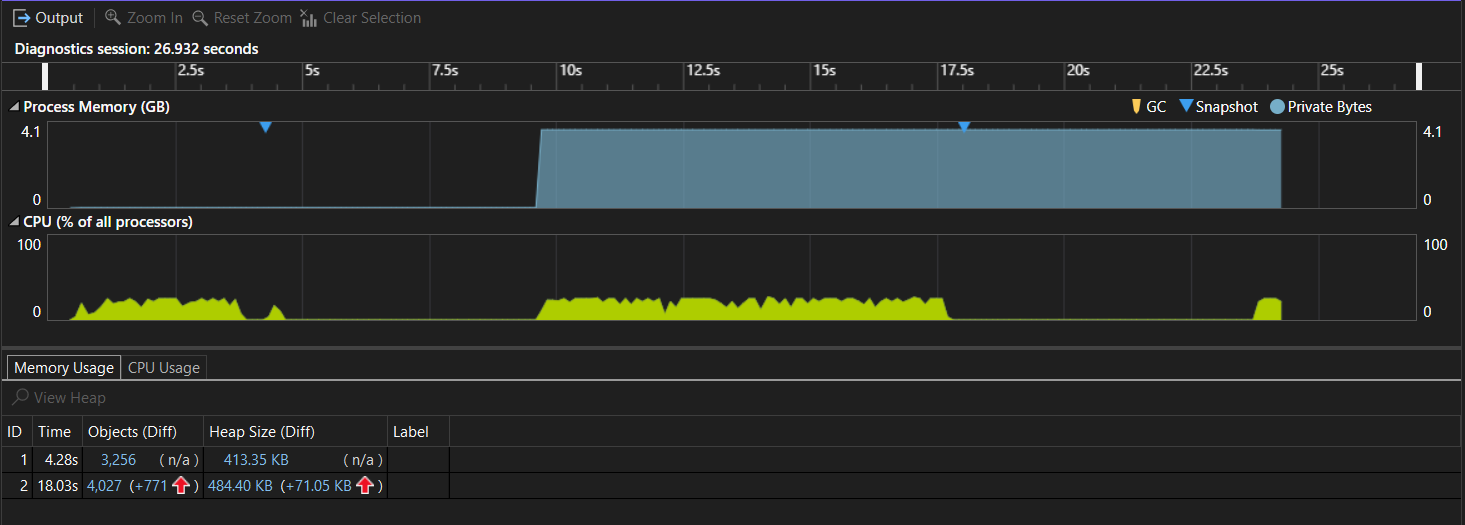 Output Zoom In Reset Zoom Clear Selection
Diagnostics session: 26.932 seconds
2.5s 5s 7.5s 10s 12.5s 15s 17.5s 20s 22.5s 25s
Process Memory (GB) GC Snapshot Private Bytes
4.1 4.1
0 0
CPU (% of all processors)
100 100
0 0
Memory Usage CPU Usage
View Heap
ID Time Objects (Diff) Heap Size (Diff) Label
1 4.28s 3,256 (n/a) 413.35 KB (n/a)
2 18.03s 4,027 (+771 ) 484.40 KB (+71.05 KB )